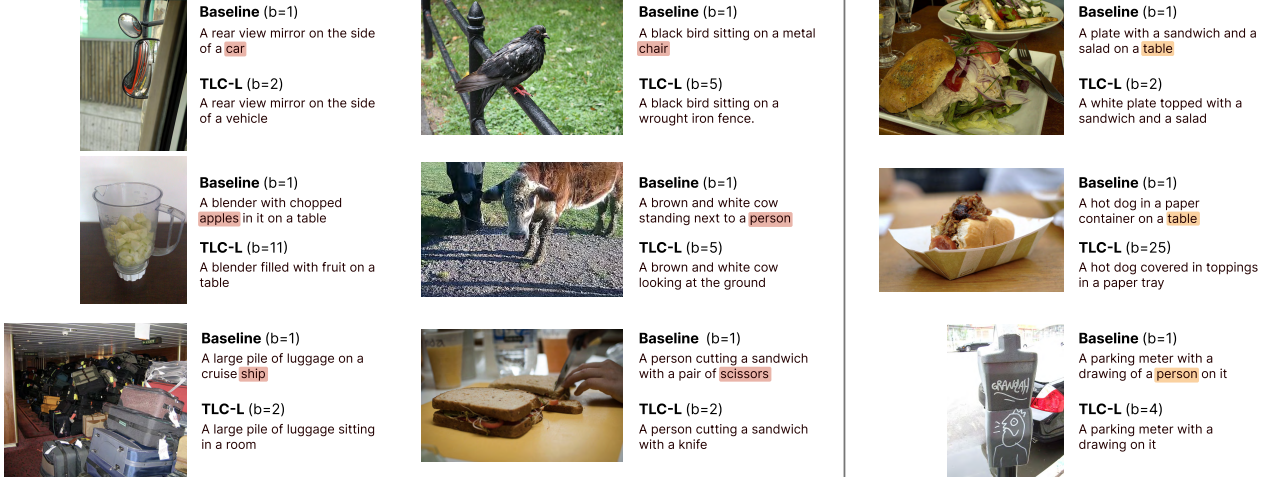 Baseline (b=1)
A rear view mirror on the side
of a car
TLC-L (b=2)
A rear view mirror on the side
of a vehicle
Baseline (b=1)
A black bird sitting on a metal
chair
TLC-L (b=5)
A black bird sitting on a
wrought iron fence.
Baseline (b=1)
A plate with a sandwich and a
salad on a table
TLC-L (b=2)
A white plate topped with a
sandwich and a salad
Baseline (b=1)
A blender with chopped
apples in it on a table
TLC-L (b=11)
A blender filled with fruit on a
table
Baseline (b=1)
A brown and white cow
standing next to a person
TLC-L (b=5)
A brown and white cow
looking at the ground
Baseline (b=1)
A hot dog in a paper
container on a table
TLC-L (b=25)
A hot dog covered in toppings
in a paper tray
Baseline (b=1)
A large pile of luggage on a
cruise ship
TLC-L (b=2)
A large pile of luggage sitting
in a room
Baseline (b=1)
A person cutting a sandwich
with a pair of scissors
TLC-L (b=2)
A person cutting a sandwich
with a knife
Baseline (b=1)
A parking meter with a
drawing of a person on it
TLC-L (b=4)
A parking meter with a
drawing on it